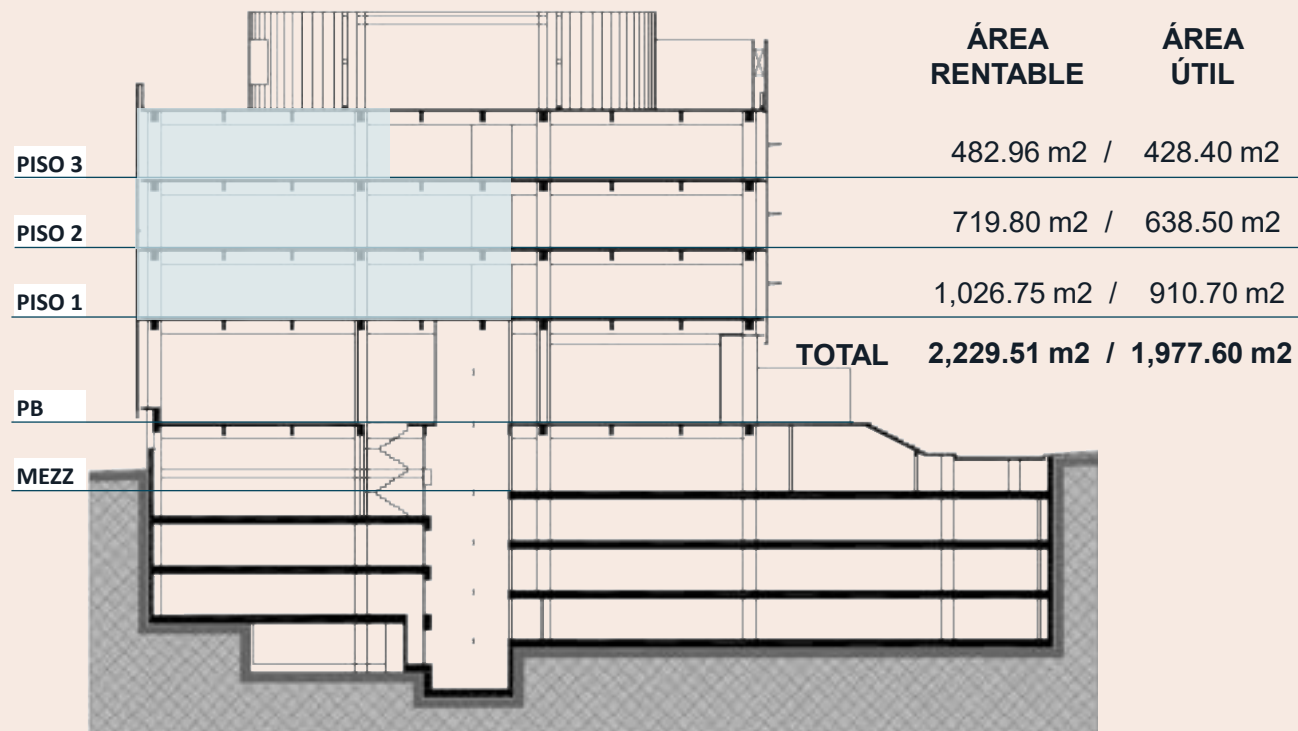 ÁREA RENTABLE ÁREA ÚTIL
PISO 3 482.96 m2 / 428.40 m2
PISO 2 719.80 m2 / 638.50 m2
PISO 1 1,026.75 m2 / 910.70 m2
TOTAL 2,229.51 m2 / 1,977.60 m2
PB
MEZZ